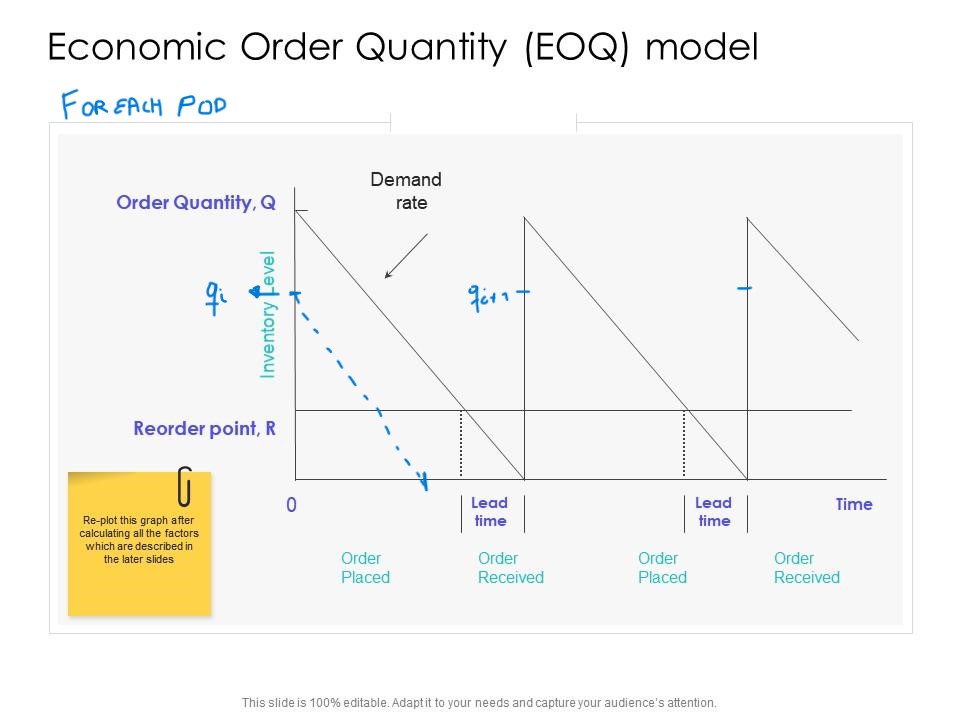 Economic Order Quantity (EOQ) model
FOR EACH POD
Demand
rate
Order Quantity, Q
Inventory Level
qi
qi+1
Reorder point, R
Re-plot this graph after
calculating all the factors
which are described in
the later slides
0
Lead
time
Lead
time
Time
Order
Placed
Order
Received
Order
Placed
Order
Received
This slide is 100% editable. Adapt it to your needs and capture your audience's attention.